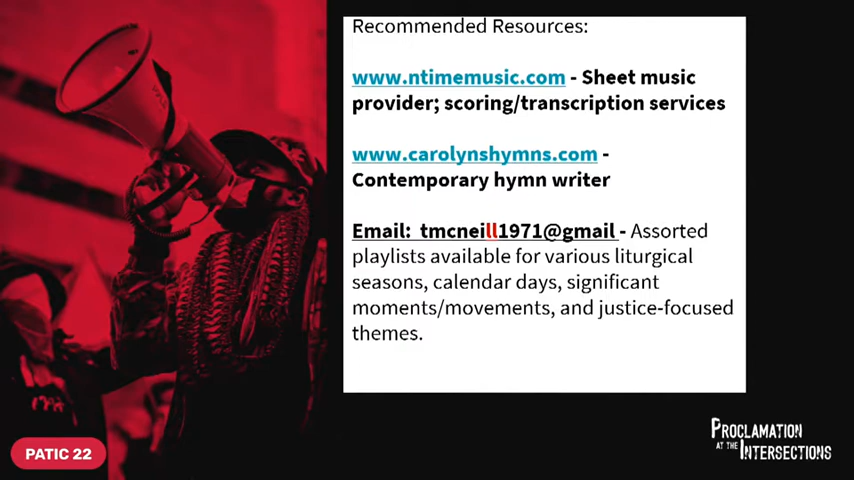 Recommended Resources:
www.ntimemusic.com - Sheet music
provider; scoring/transcription services
www.carolynshymns.com -
Contemporary hymn writer
Email: tmcneill1971@gmail - Assorted
playlists available for various liturgical
seasons, calendar days, significant
moments/movements, and justice-focused
themes.
PATIC 22
PROCLAMATION
AT THE INTERSECTIONS